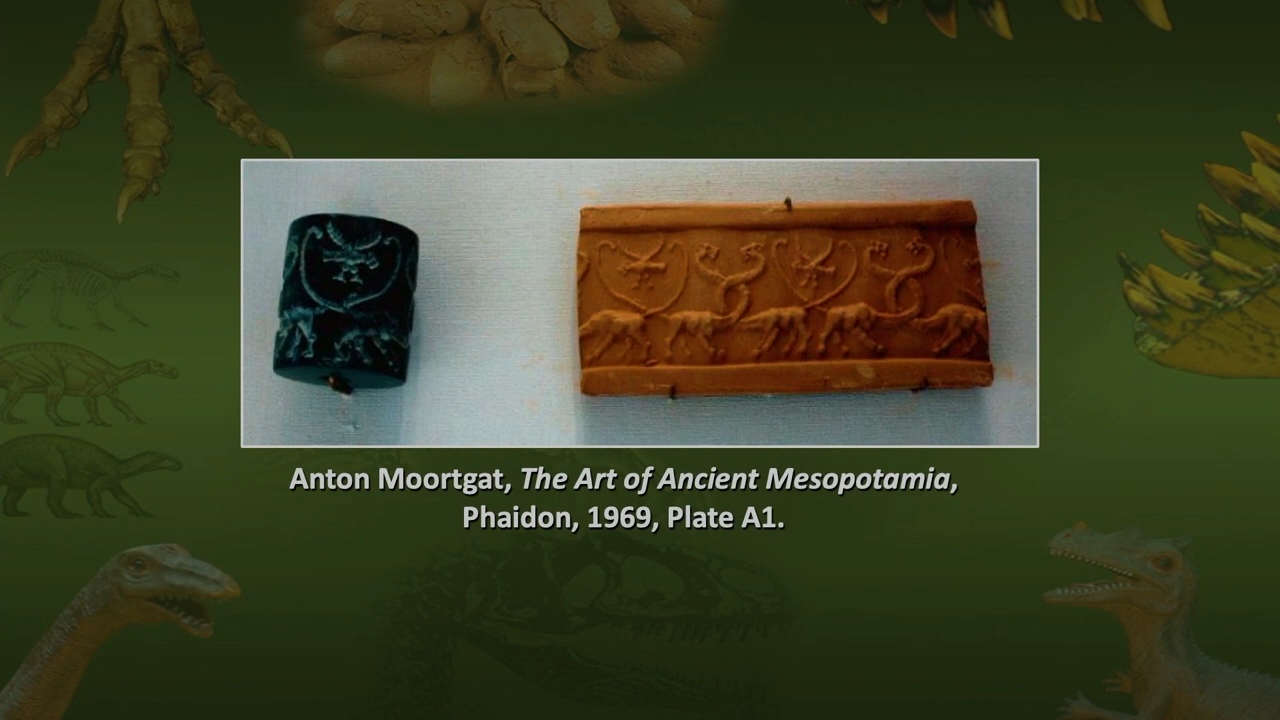 Anton Moortgat, The Art of Ancient Mesopotamia,
Phaidon, 1969, Plate A1.